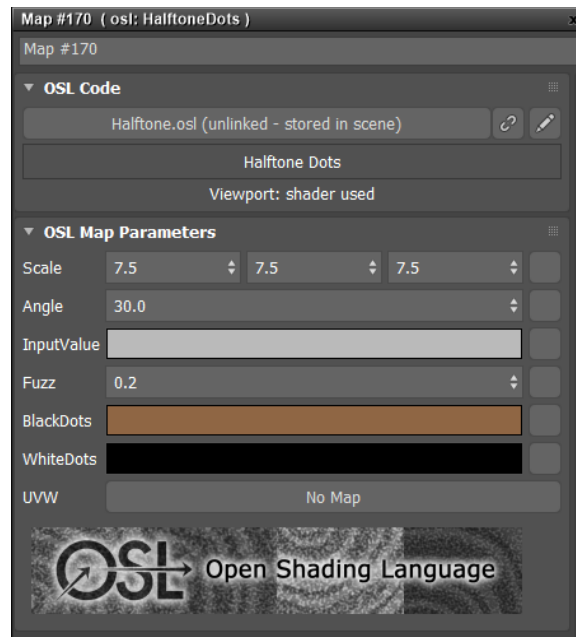 Map #170 ( osl: HalftoneDots ) x
Map #170
OSL Code
Halftone.osl (unlinked - stored in scene)
Halftone Dots
Viewport: shader used
OSL Map Parameters
Scale 7.5 7.5 7.5
Angle 30.0
InputValue
Fuzz 0.2
BlackDots
WhiteDots
UVW No Map
OSL Open Shading Language